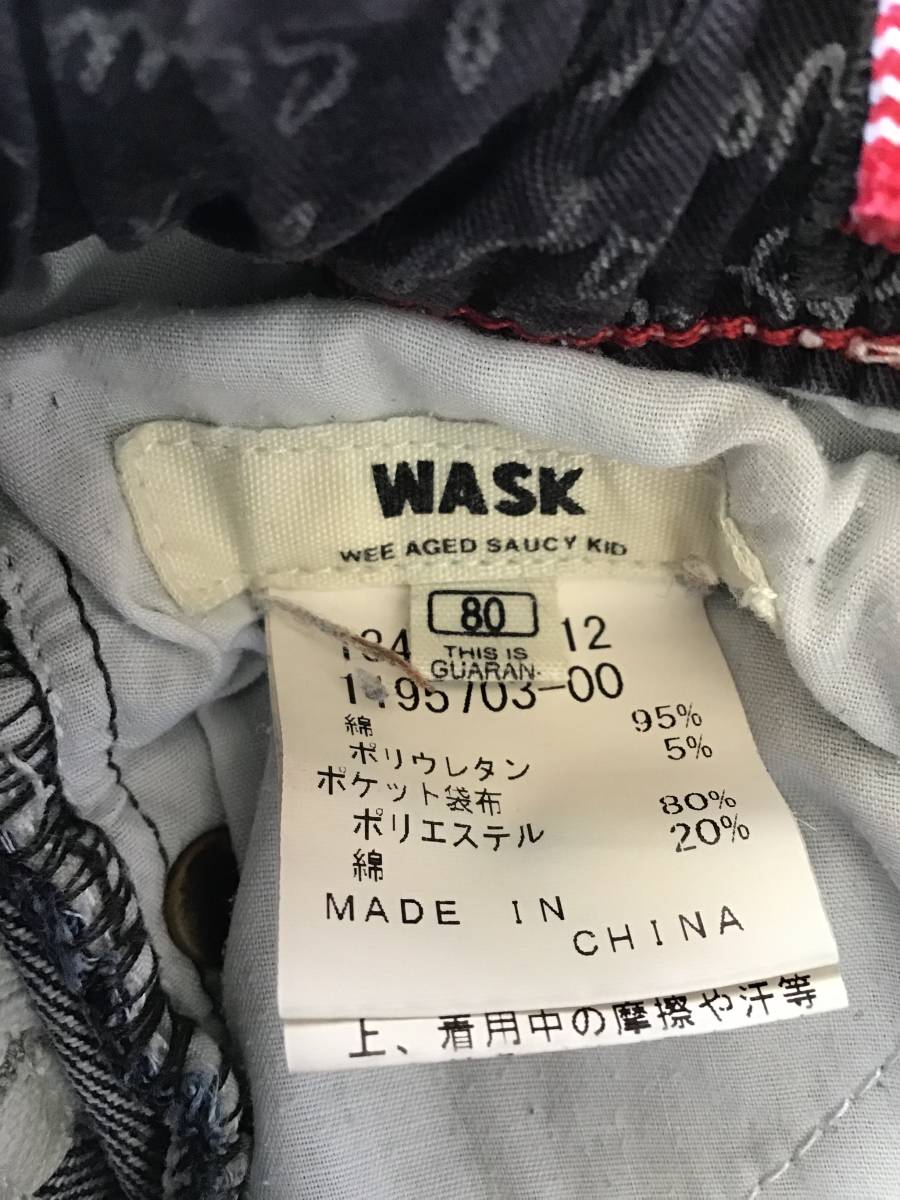 WASK
WEE AGED SAUCY KID
80
THIS IS
GUARAN
12
1195703-00
綿 95%
ポリウレタン 5%
ポケット袋布
ポリエステル 80%
綿 20%
MADE IN
CHINA
上、着用中の摩擦や汗等